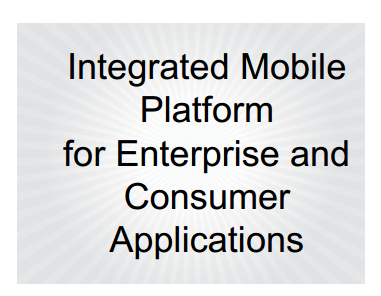 Integrated Mobile
Platform
for Enterprise and
Consumer
Applications